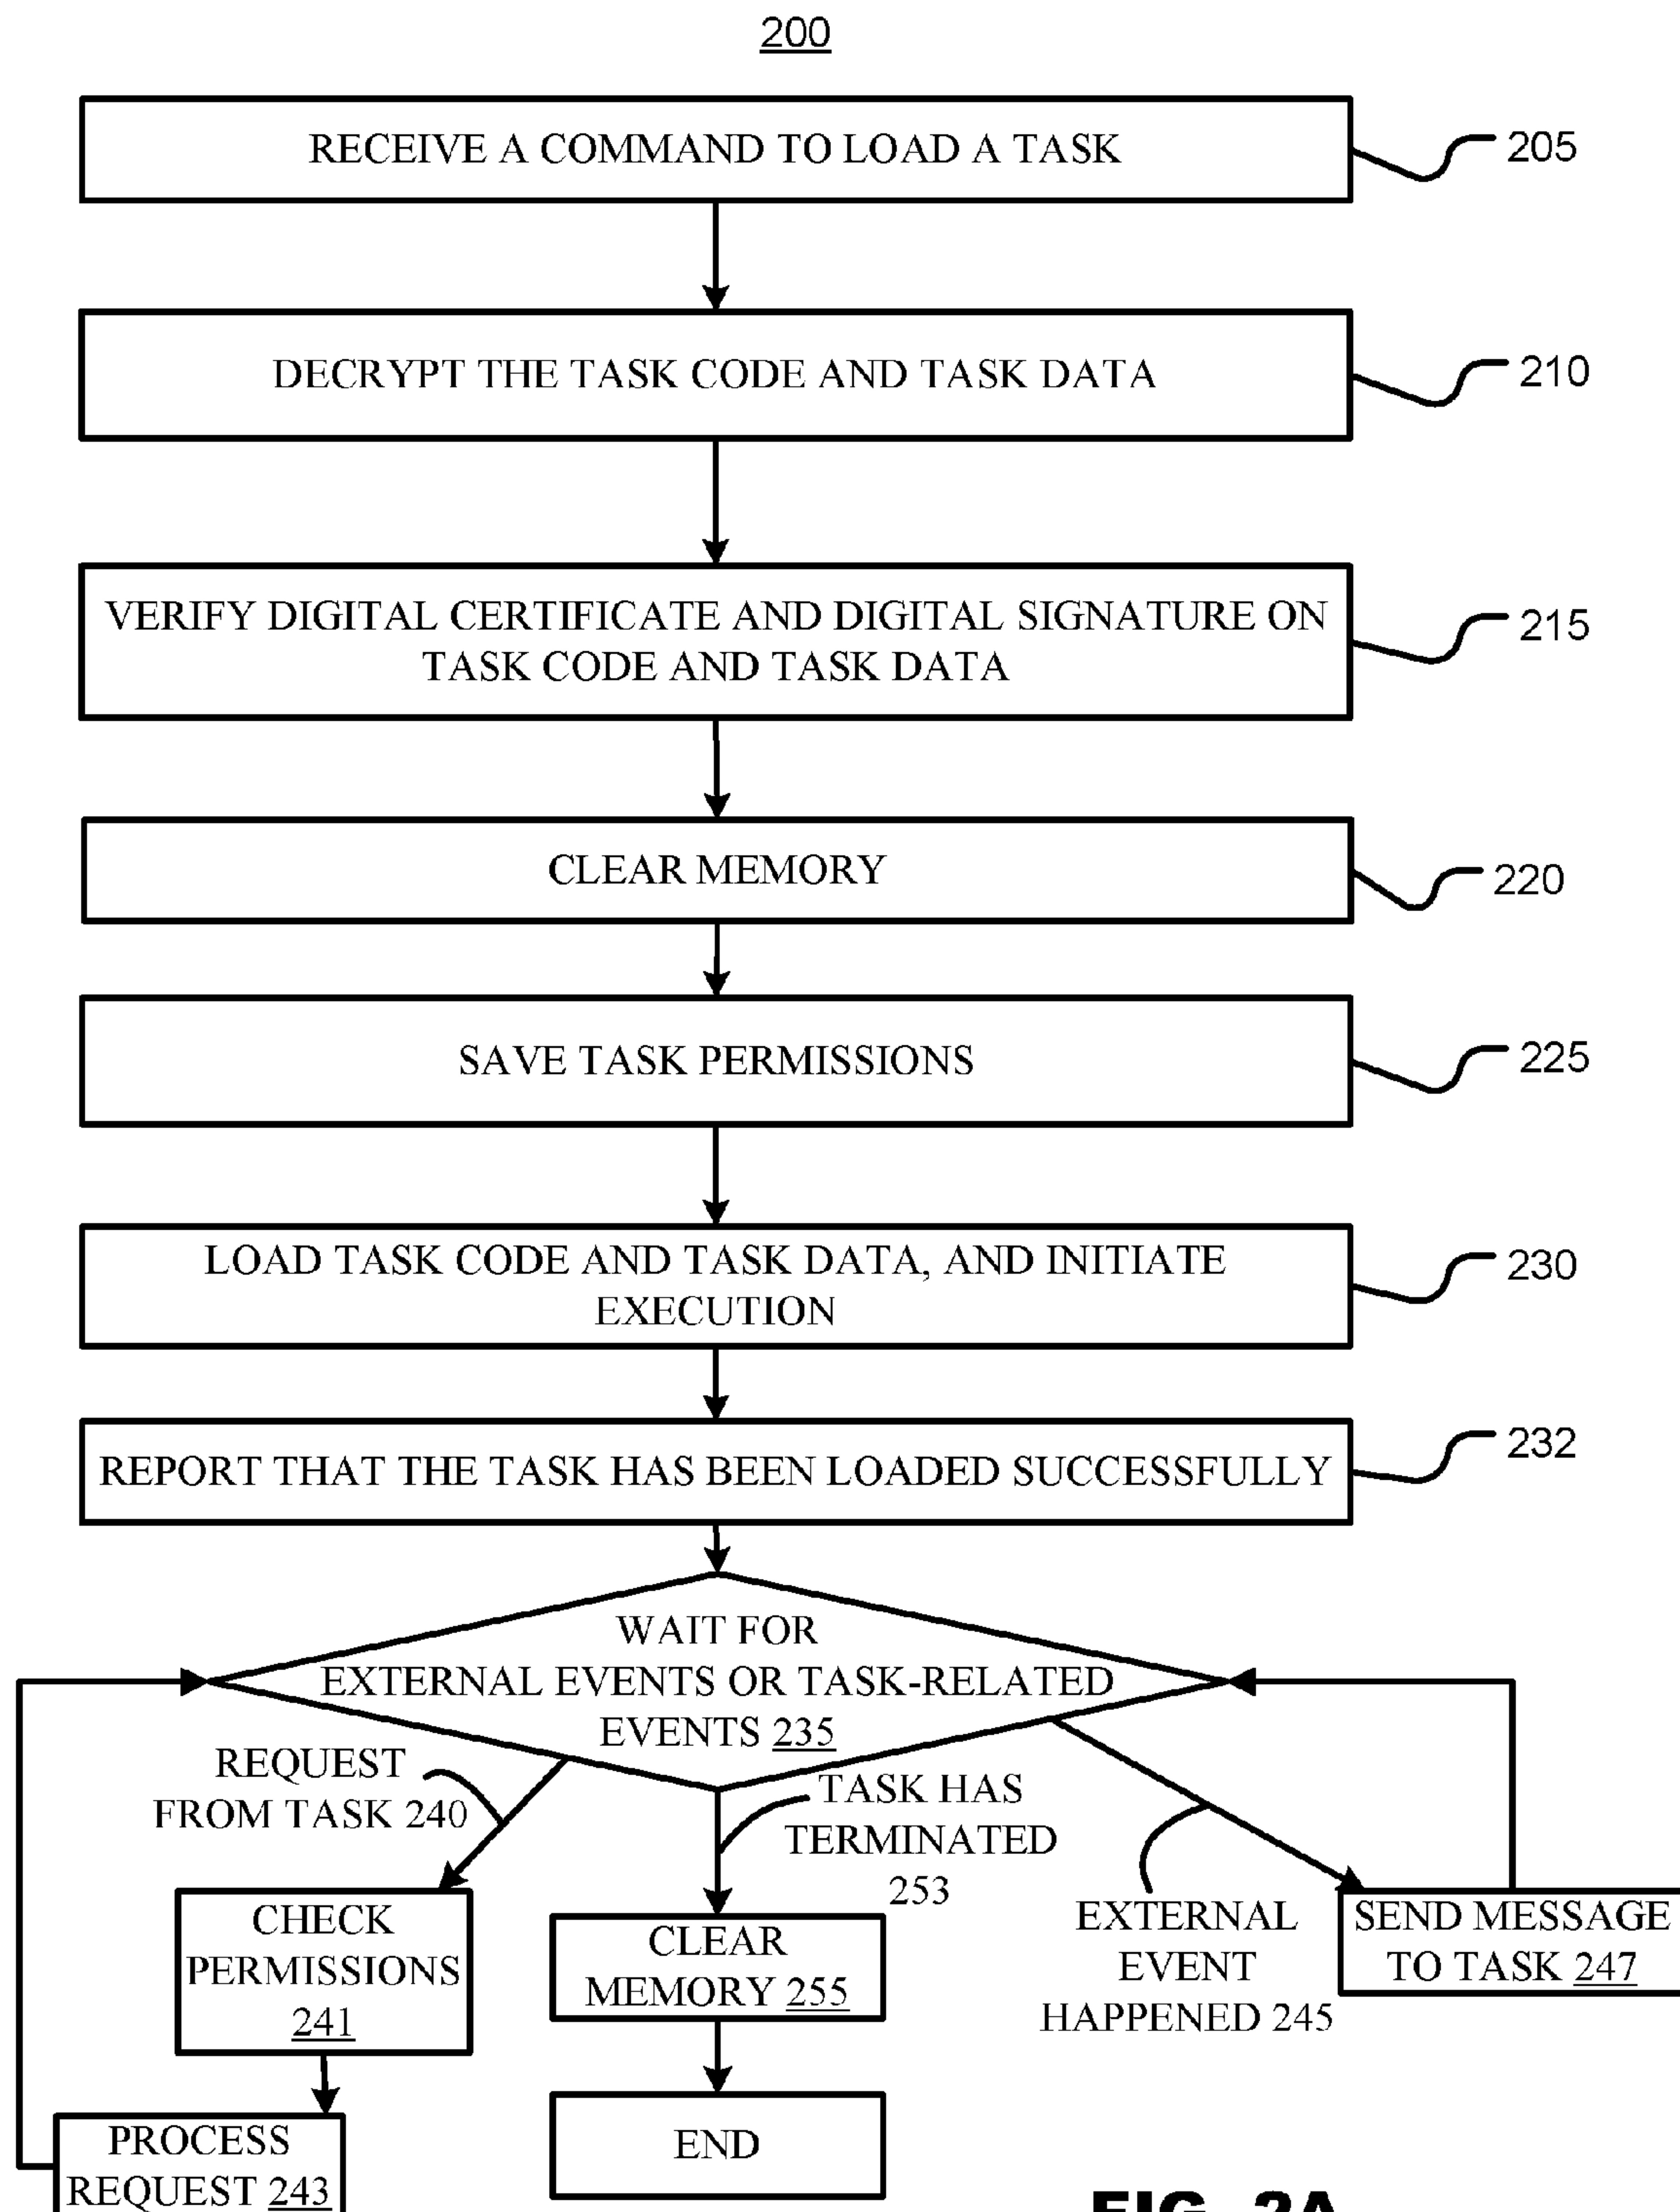 200
RECEIVE A COMMAND TO LOAD A TASK
205
DECRYPT THE TASK CODE AND TASK DATA
210
VERIFY DIGITAL CERTIFICATE AND DIGITAL SIGNATURE ON
TASK CODE AND TASK DATA
215
CLEAR MEMORY
220
SAVE TASK PERMISSIONS
225
LOAD TASK CODE AND TASK DATA, AND INITIATE
EXECUTION
230
REPORT THAT THE TASK HAS BEEN LOADED SUCCESSFULLY
232
WAIT FOR
EXTERNAL EVENTS OR TASK-RELATED
EVENTS 235
REQUEST
FROM TASK 240
TASK HAS
TERMINATED
253
EXTERNAL
EVENT
HAPPENED 245
CHECK
PERMISSIONS
241
CLEAR
MEMORY 255
SEND MESSAGE
TO TASK 247
PROCESS
REQUEST 243
END
FIG. 2A